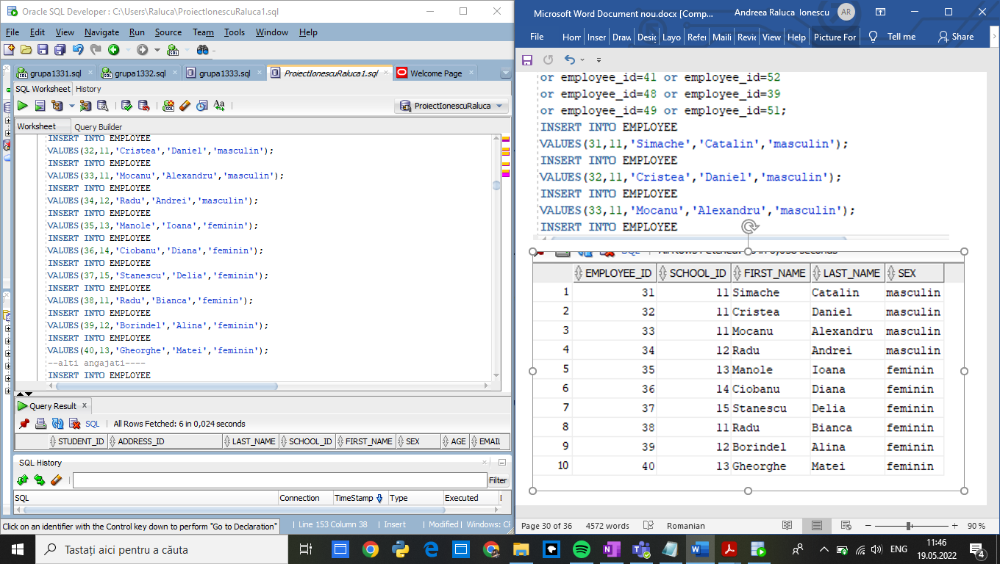 Oracle SQL Developer : C:\Users\Raluca\ProiectIonescuRaluca1.sql
File Edit View Navigate Run Source Team Tools Window Help
grupa1331.sql grupa1332.sql grupa1333.sql ProiectIonescuRaluca1.sql Welcome Page
SQL Worksheet History
ProiectIonescuRaluca
Worksheet Query Builder
INSERT INTO EMPLOYEE
VALUES(32,11,'Cristea','Daniel','masculin');
INSERT INTO EMPLOYEE
VALUES(33,11,'Mocanu','Alexandru','masculin');
INSERT INTO EMPLOYEE
VALUES(34,12,'Radu','Andrei','masculin');
INSERT INTO EMPLOYEE
VALUES(35,13,'Manole','Ioana','feminin');
INSERT INTO EMPLOYEE
VALUES(36,14,'Ciobanu','Diana','feminin');
INSERT INTO EMPLOYEE
VALUES(37,15,'Stanescu','Delia','feminin');
INSERT INTO EMPLOYEE
VALUES(38,11,'Radu','Bianca','feminin');
INSERT INTO EMPLOYEE
VALUES(39,12,'Borindel','Alina','feminin');
INSERT INTO EMPLOYEE
VALUES(40,13,'Gheorghe','Matei','feminin');
--alti angajati----
INSERT INTO EMPLOYEE
Query Result x
SQL | All Rows Fetched: 6 in 0,024 seconds
STUDENT_ID ADDRESS_ID LAST_NAME SCHOOL_ID FIRST_NAME SEX AGE EMAIL
SQL History
Filter
SQL Connection TimeStamp Type Executed
Click on an identifier with the Control key down to perform "Go to Declaration"
Line 153 Column 38 | Insert | Modified | Windows: CF
Microsoft Word Document nou.docx [Comp... Andreea Raluca Ionescu AR
File Hom Inser Draw Desig Layo Refer Maili Revie View Help Picture For Tell me Share
or employee_id=41 or employee_id=52
or employee_id=48 or employee_id=39
or employee_id=49 or employee_id=51;
INSERT INTO EMPLOYEE
VALUES(31,11,'Simache','Catalin','masculin');
INSERT INTO EMPLOYEE
VALUES(32,11,'Cristea','Daniel','masculin');
INSERT INTO EMPLOYEE
VALUES(33,11,'Mocanu','Alexandru','masculin');
INSERT INTO EMPLOYEE
EMPLOYEE_ID SCHOOL_ID FIRST_NAME LAST_NAME SEX
1 31 11 Simache Catalin masculin
2 32 11 Cristea Daniel masculin
3 33 11 Mocanu Alexandru masculin
4 34 12 Radu Andrei masculin
5 35 13 Manole Ioana feminin
6 36 14 Ciobanu Diana feminin
7 37 15 Stanescu Delia feminin
8 38 11 Radu Bianca feminin
9 39 12 Borindel Alina feminin
10 40 13 Gheorghe Matei feminin
Page 30 of 36 4572 words Romanian 90 %
Tastați aici pentru a căuta
ENG 11:46
19.05.2022 4